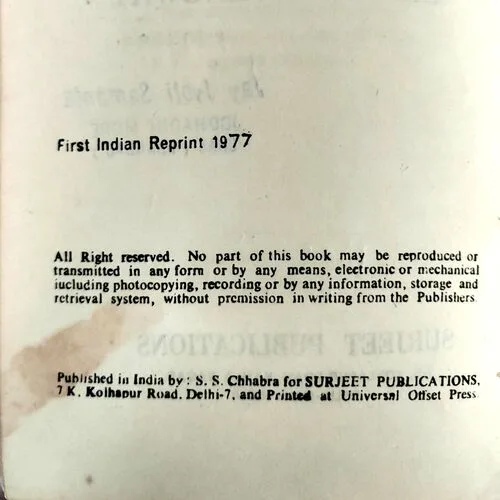 First Indian Reprint 1977
All Right reserved. No part of this book may be reproduced or
transmitted in any form or by any means, electronic or mechanical
iucluding photocopying, recording or by any information, storage and
retrieval system, without premission in writing from the Publishers
Published in India by: S. S. Chhabra for SURJEET PUBLICATIONS,
7 K, Kolhapur Road, Delhi-7, and Printed at Universal Offset Press